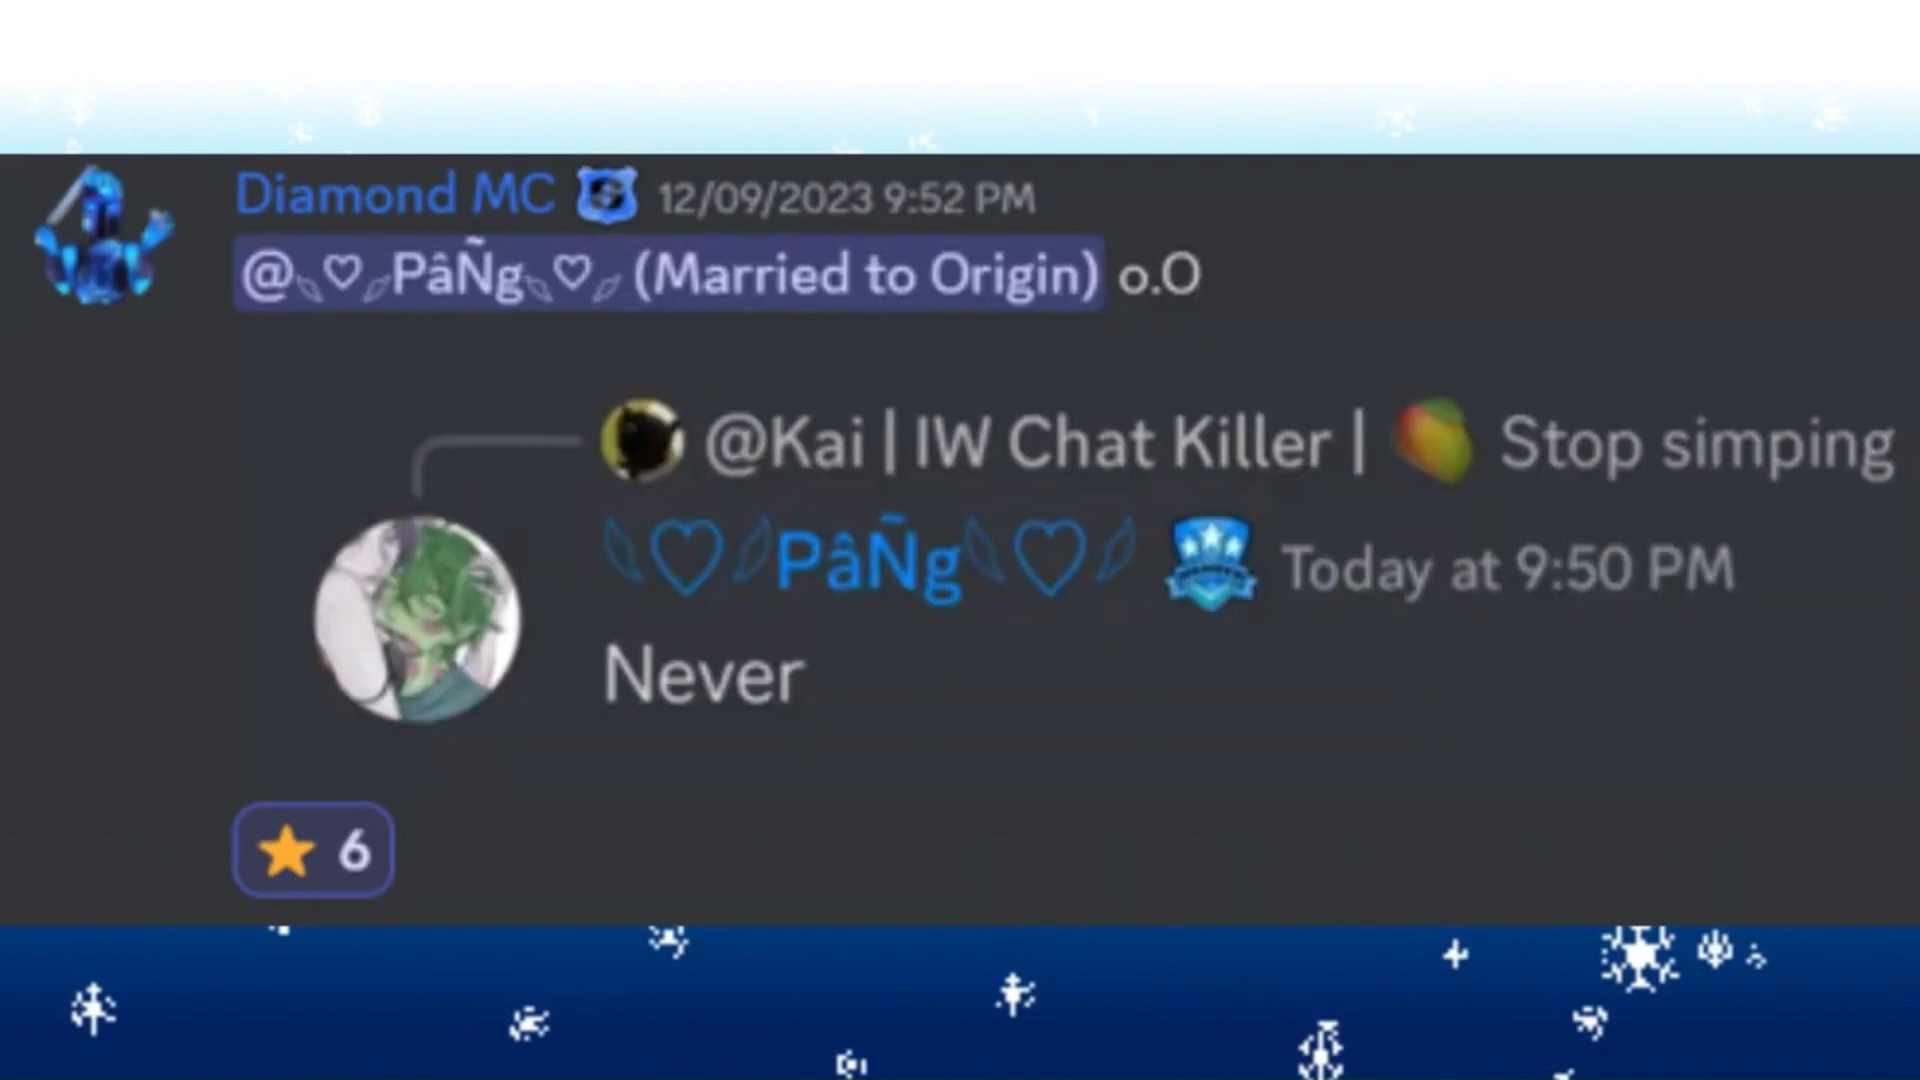 Diamond MC 12/09/2023 9:52 PM
@PâÑg (Married to Origin) o.O
@Kai | IW Chat Killer | 🥭 Stop simping
PâÑg Today at 9:50 PM
Never
⭐ 6